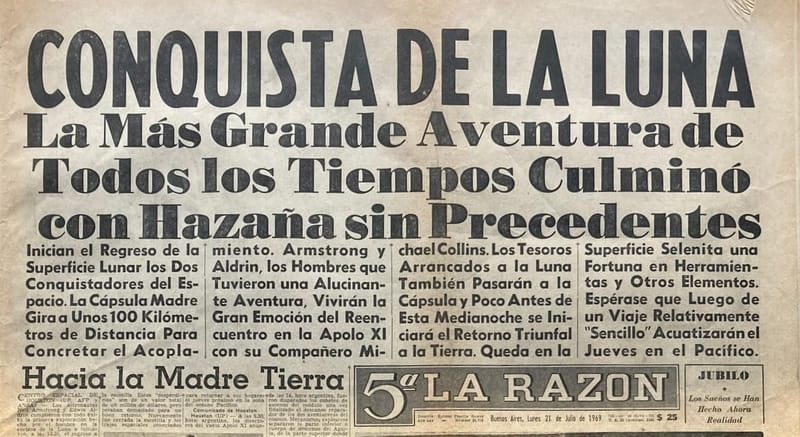 CONQUISTA DE LA LUNA
La Más Grande Aventura de
Todos los Tiempos Culminó
con Hazaña sin Precedentes
Inician el Regreso de la
Superficie Lunar los Dos
Conquistadores del Es-
pacio. La Cápsula Madre
Gira a Unos 100 Kilóme-
tros de Distancia Para
Concretar el Acopla-
miento. Armstrong y
Aldrin, los Hombres que
Tuvieron una Alucinan-
te Aventura, Vivirán la
Gran Emoción del Reen-
cuentro en la Apolo XI
con su Compañero Mi-
chael Collins. Los Tesoros
Arrancados a la Luna
También Pasarán a la
Cápsula y Poco Antes de
Esta Medianoche se Ini-
ciará el Retorno Triunfal
a la Tierra. Queda en la
Superficie Selenita una
Fortuna en Herramien-
tas y Otros Elementos.
Espérase que Luego de
un Viaje Relativamente
"Sencillo" Acuatizarán el
Jueves en el Pacífico.
Hacia la Madre Tierra
5ª LA RAZON
Buenos Aires, Lunes 21 de Julio de 1969
$ 25
JUBILO
Los Sueños se Han
Hecho Ahora
Realidad